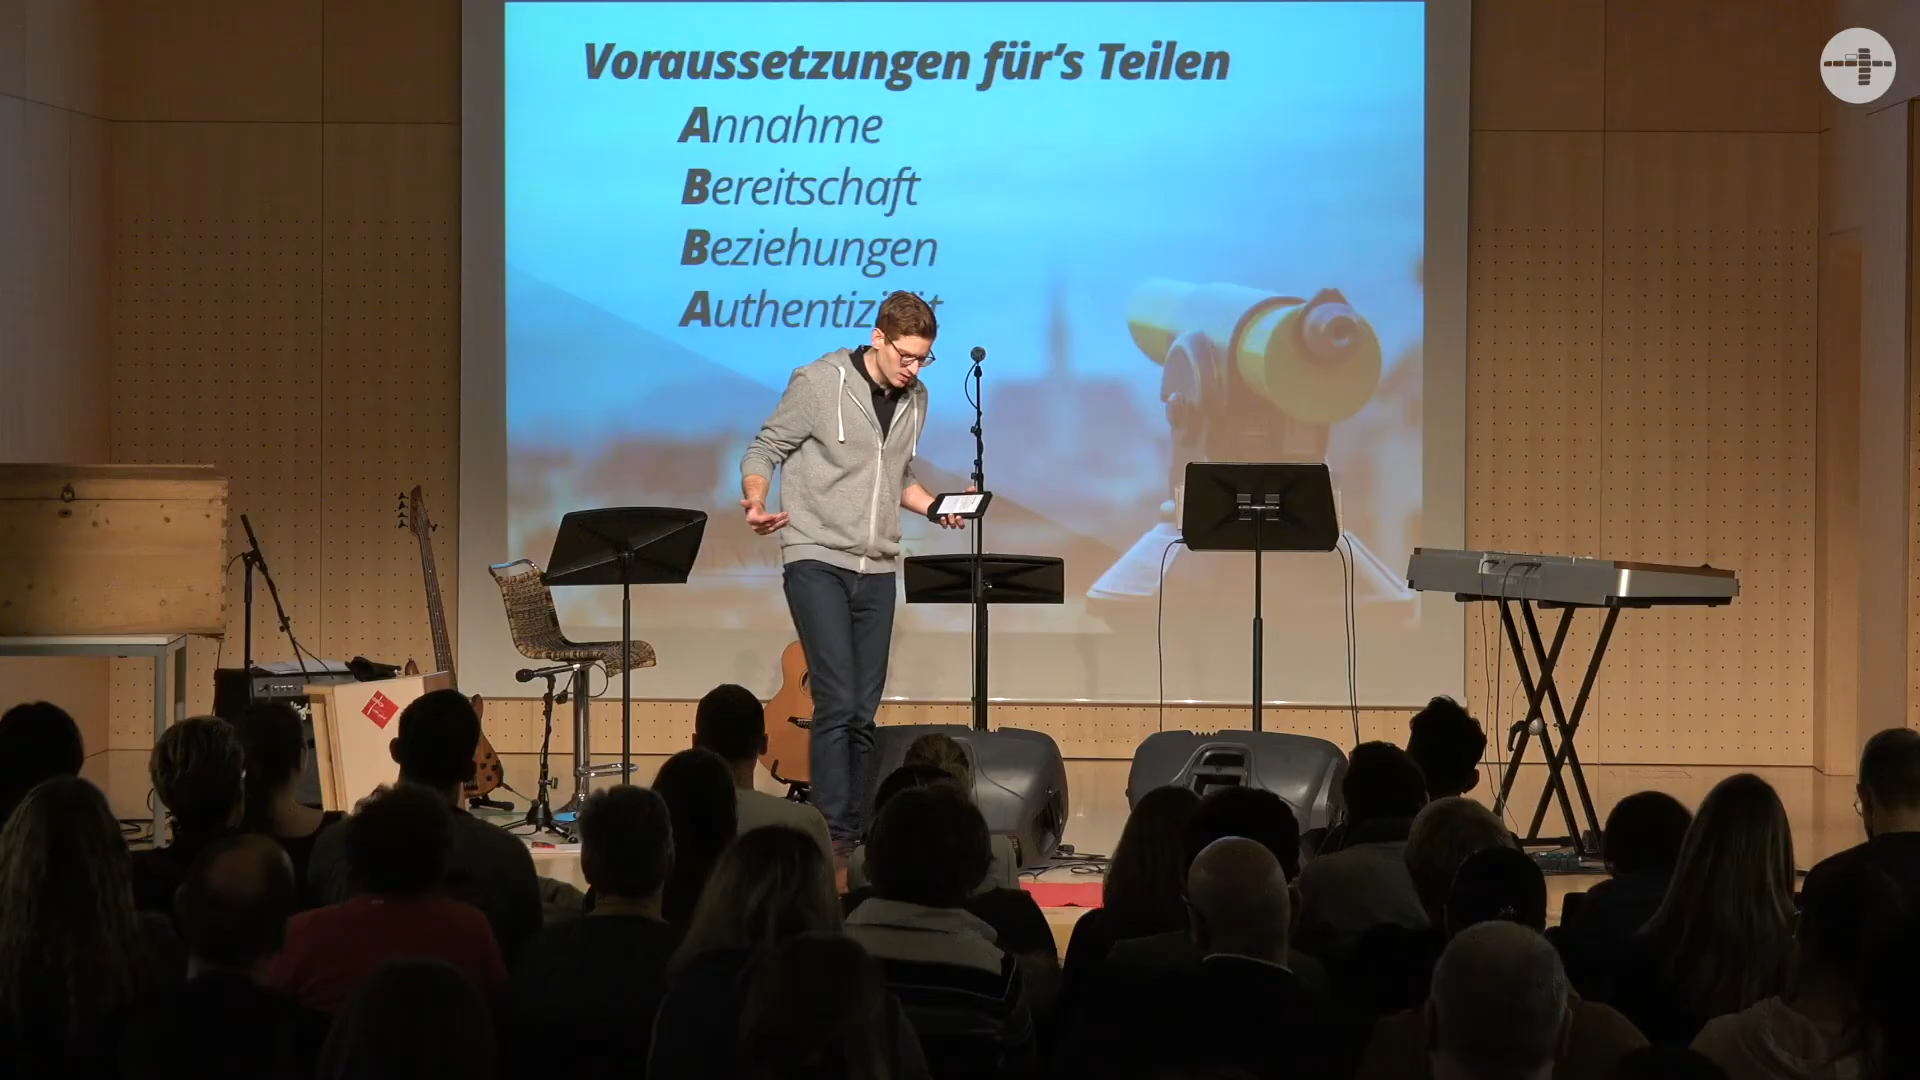 Voraussetzungen für's Teilen
Annahme
Bereitschaft
Beziehungen